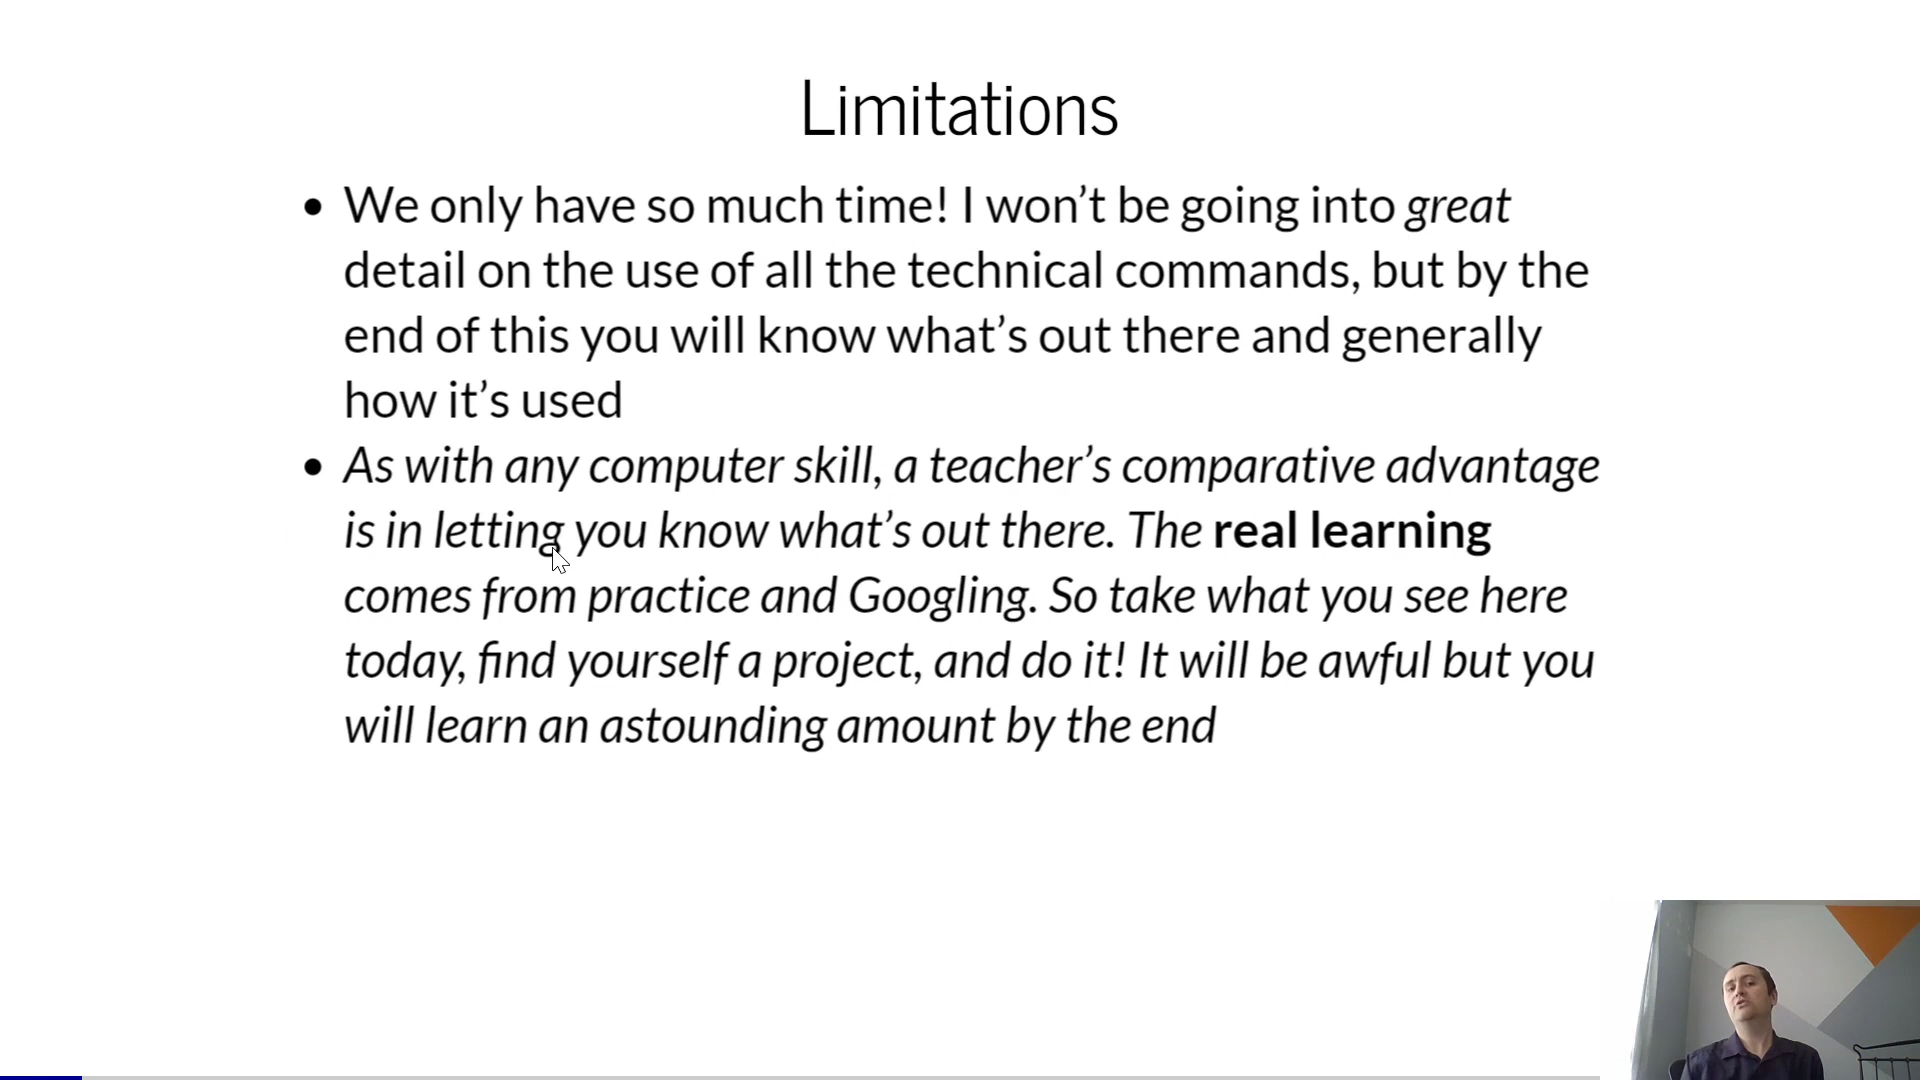 Limitations
• We only have so much time! I won’t be going into great
detail on the use of all the technical commands, but by the
end of this you will know what’s out there and generally
how it’s used
• As with any computer skill, a teacher’s comparative advantage
is in letting you know what’s out there. The real learning
comes from practice and Googling. So take what you see here
today, find yourself a project, and do it! It will be awful but you
will learn an astounding amount by the end